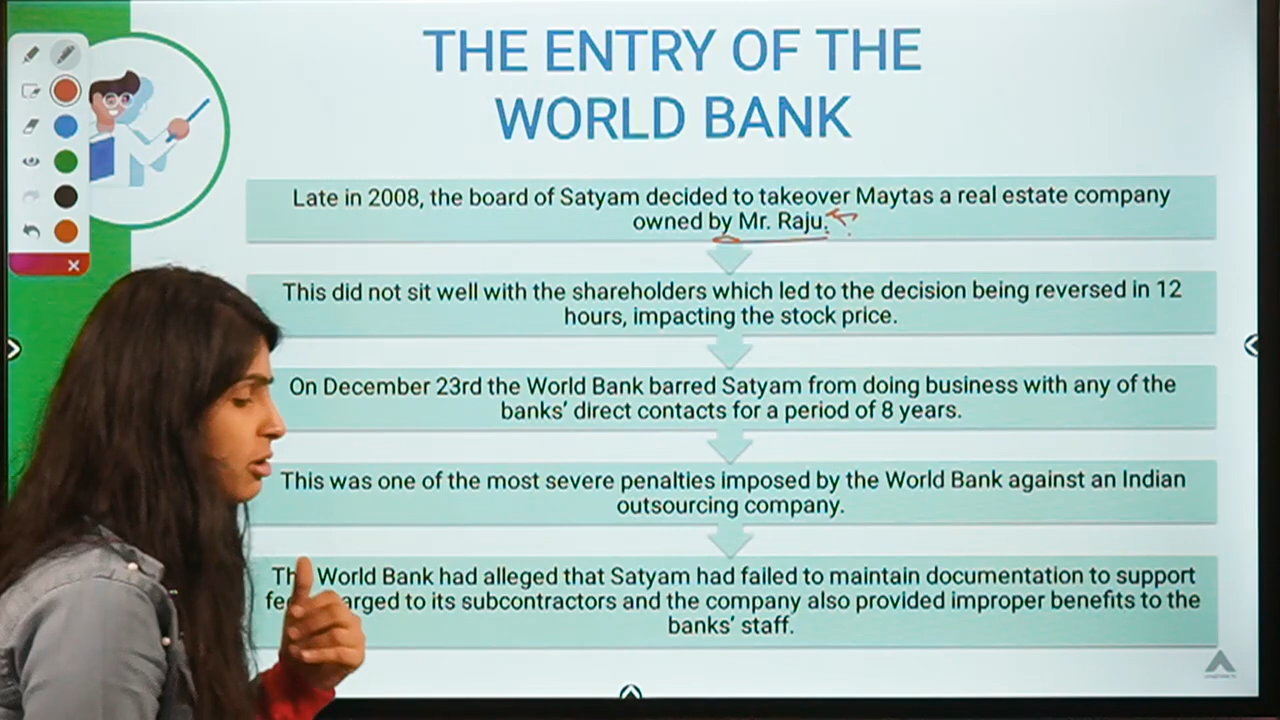 THE ENTRY OF THE
WORLD BANK
Late in 2008, the board of Satyam decided to takeover Maytas a real estate company
owned by Mr. Raju.
This did not sit well with the shareholders which led to the decision being reversed in 12
hours, impacting the stock price.
On December 23rd the World Bank barred Satyam from doing business with any of the
banks’ direct contacts for a period of 8 years.
This was one of the most severe penalties imposed by the World Bank against an Indian
outsourcing company.
World Bank had alleged that Satyam had failed to maintain documentation to support
to its subcontractors and the company also provided improper benefits to the
banks’ staff.